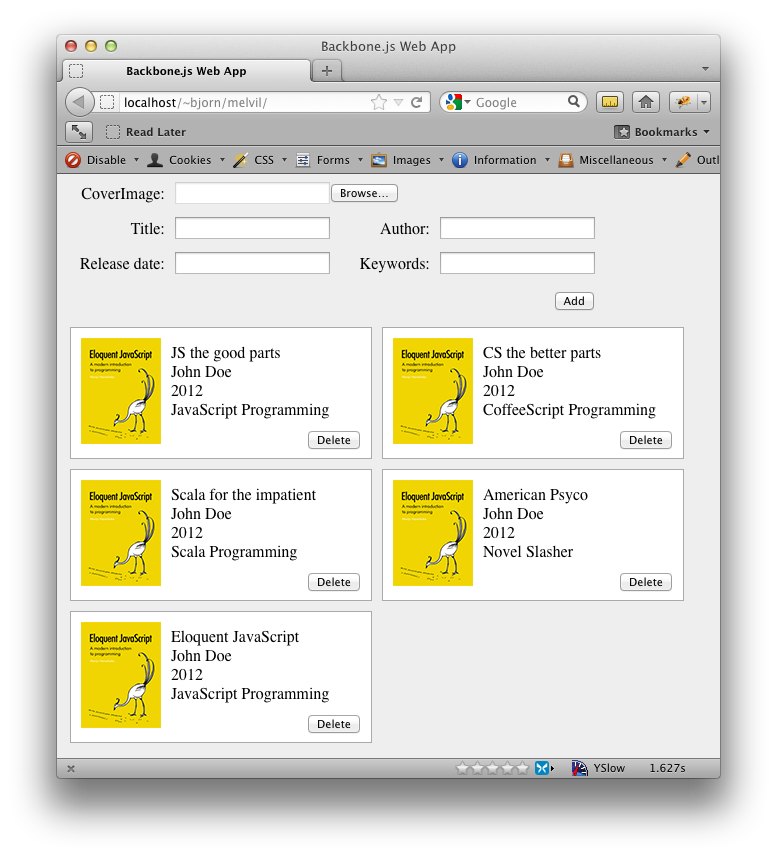 Backbone.js Web App
Backbone.js Web App
localhost/~bjorn/melvil/
Google
Read Later
Bookmarks
Disable Cookies CSS Forms Images Information Miscellaneous Outl
CoverImage: Browse...
Title: Author:
Release date: Keywords:
Add
Eloquent JavaScript
A modern introduction
to programming
JS the good parts
John Doe
2012
JavaScript Programming
Delete
Eloquent JavaScript
A modern introduction
to programming
CS the better parts
John Doe
2012
CoffeeScript Programming
Delete
Eloquent JavaScript
A modern introduction
to programming
Scala for the impatient
John Doe
2012
Scala Programming
Delete
Eloquent JavaScript
A modern introduction
to programming
American Psyco
John Doe
2012
Novel Slasher
Delete
Eloquent JavaScript
A modern introduction
to programming
Eloquent JavaScript
John Doe
2012
JavaScript Programming
Delete
YSlow 1.627s